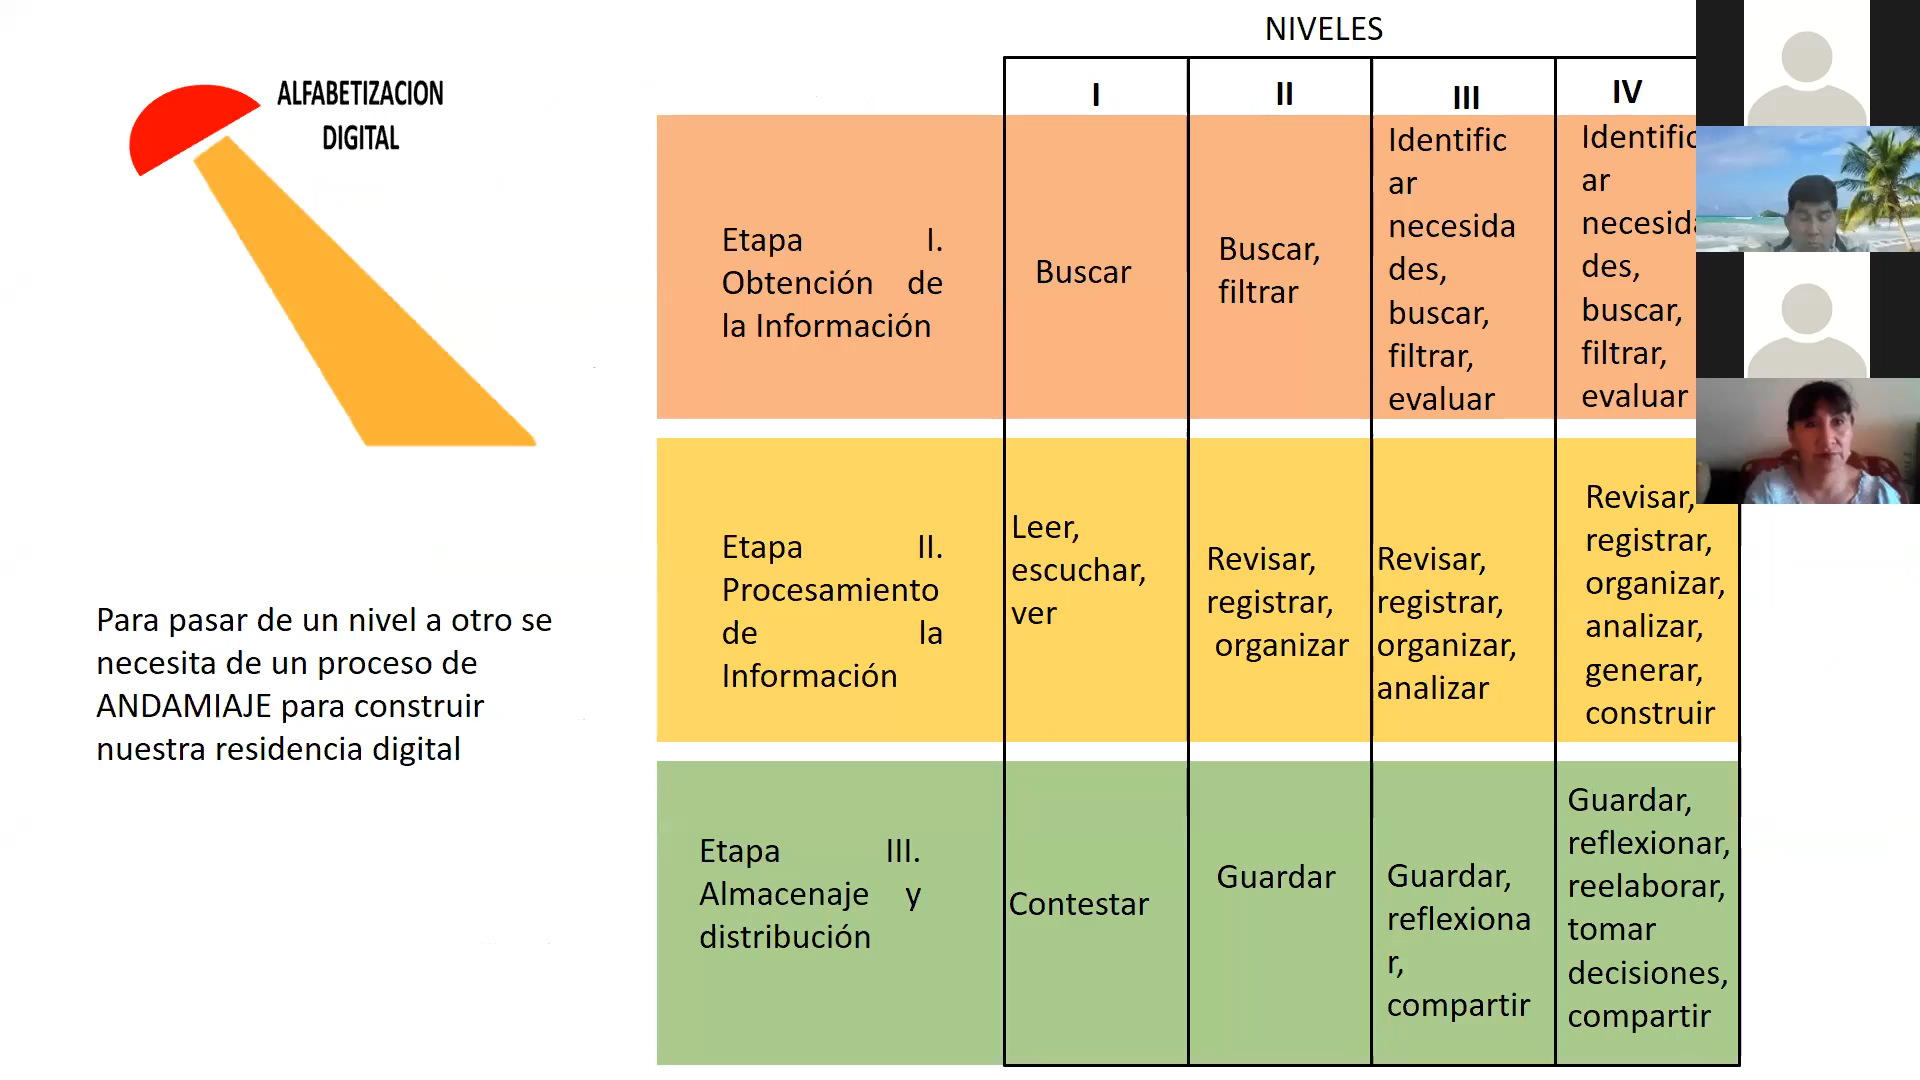 NIVELES
ALFABETIZACION
DIGITAL
I
II
III
IV
Etapa I.
Obtención de
la Información
Buscar
Buscar,
filtrar
Identific
ar
necesida
des,
buscar,
filtrar,
evaluar
Identific
ar
necesida
des,
buscar,
filtrar,
evaluar
Etapa II.
Procesamiento
de la
Información
Leer,
escuchar,
ver
Revisar,
registrar,
organizar
Revisar,
registrar,
organizar,
analizar
Revisar,
registrar,
organizar,
analizar,
generar,
construir
Para pasar de un nivel a otro se
necesita de un proceso de
ANDAMIAJE para construir
nuestra residencia digital
Etapa III.
Almacenaje y
distribución
Contestar
Guardar
Guardar,
reflexiona
r,
compartir
Guardar,
reflexionar,
reelaborar,
tomar
decisiones,
compartir